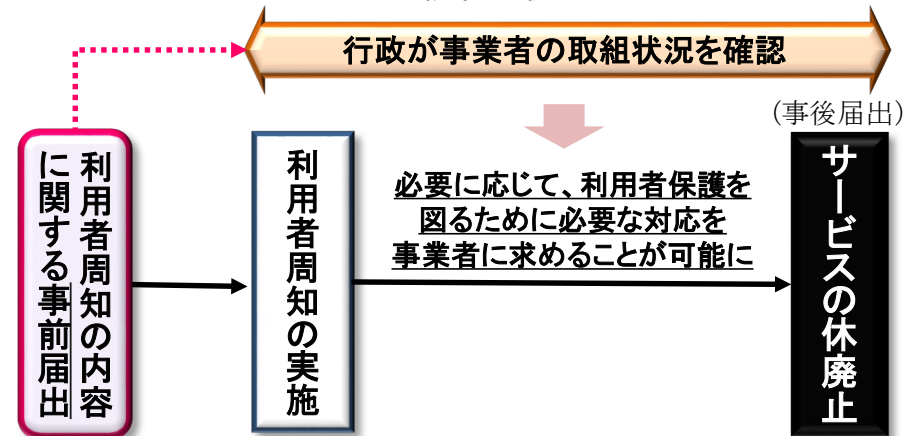 行政が事業者の取組状況を確認
(事後届出)
利用者周知の内容
に関する事前届出
利用者周知の実施
必要に応じて、利用者保護を
図るために必要な対応を
事業者に求めることが可能に
サービスの休廃止